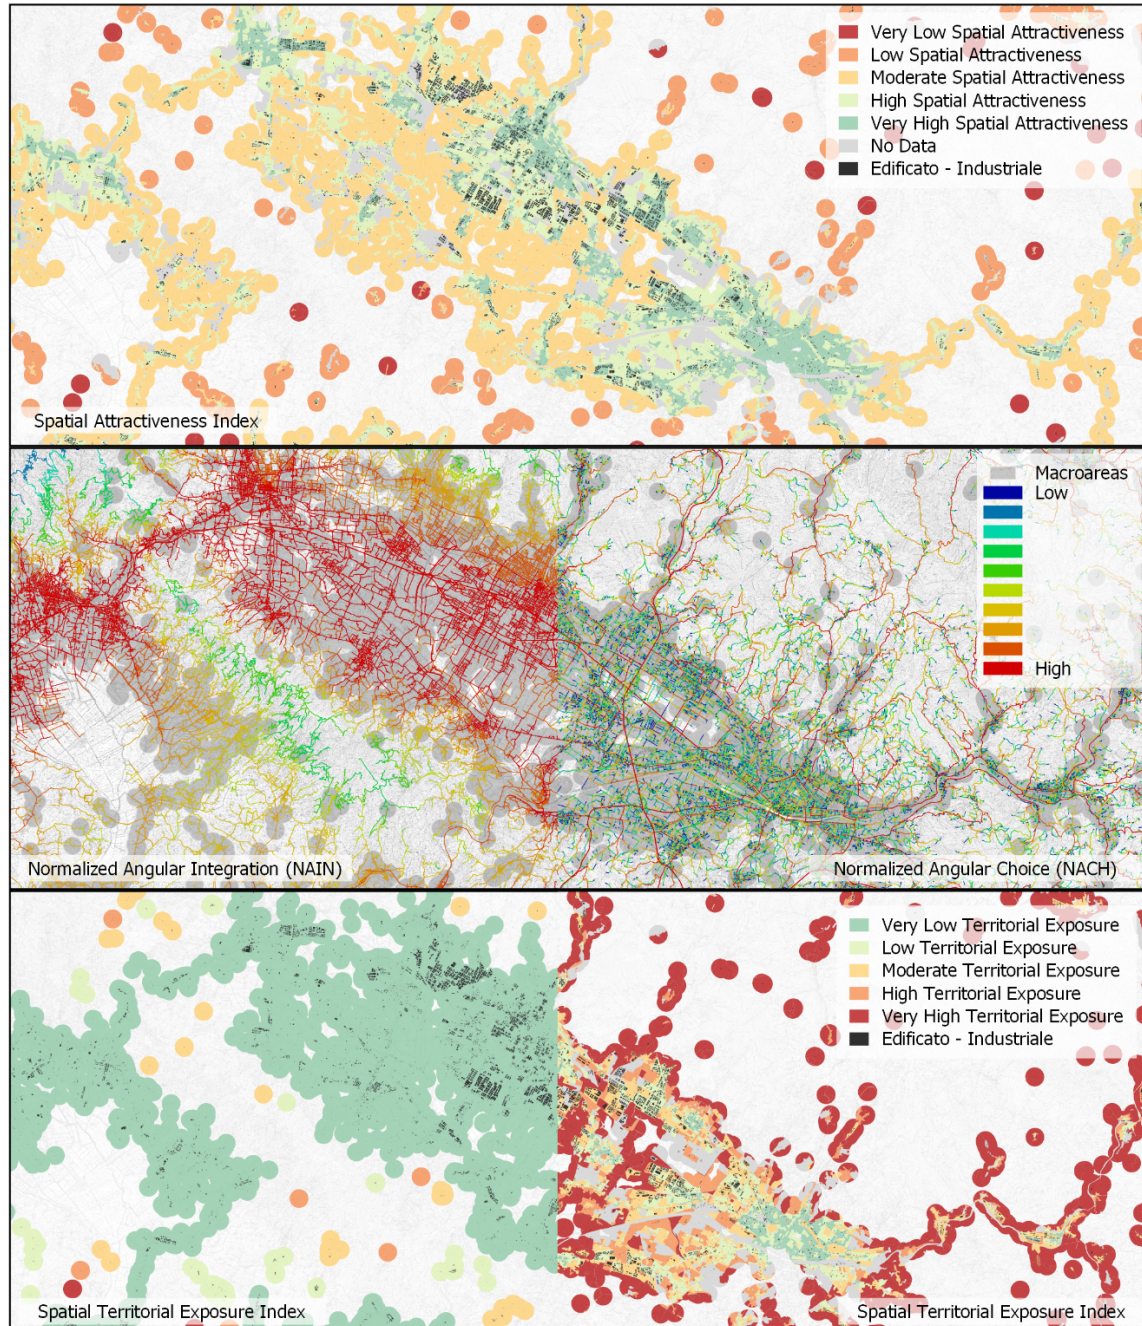 Very Low Spatial Attractiveness
Low Spatial Attractiveness
Moderate Spatial Attractiveness
High Spatial Attractiveness
Very High Spatial Attractiveness
No Data
Edificato - Industriale
Spatial Attractiveness Index
Macroareas
Low
High
Normalized Angular Integration (NAIN)
Normalized Angular Choice (NACH)
Very Low Territorial Exposure
Low Territorial Exposure
Moderate Territorial Exposure
High Territorial Exposure
Very High Territorial Exposure
Edificato - Industriale
Spatial Territorial Exposure Index
Spatial Territorial Exposure Index